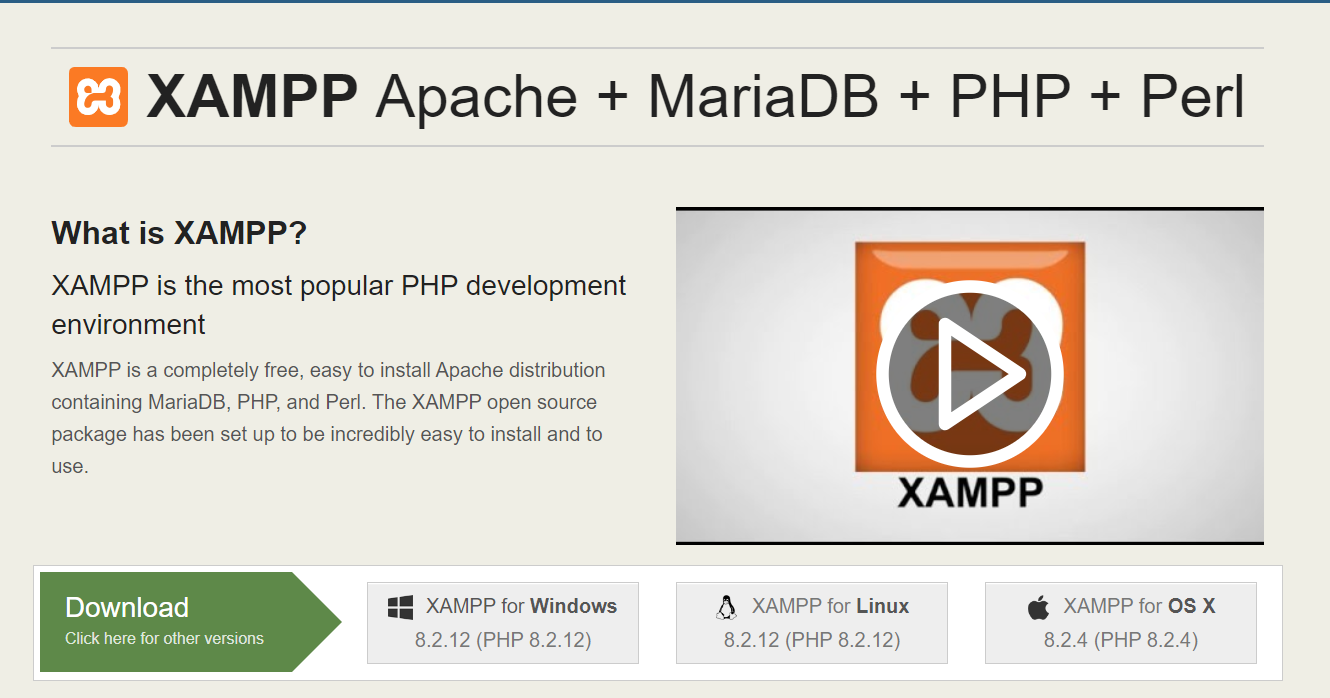 XAMPP Apache + MariaDB + PHP + Perl
What is XAMPP?
XAMPP is the most popular PHP development
environment
XAMPP is a completely free, easy to install Apache distribution
containing MariaDB, PHP, and Perl. The XAMPP open source
package has been set up to be incredibly easy to install and to
use.
XAMPP
Download
Click here for other versions
XAMPP for Windows
8.2.12 (PHP 8.2.12)
XAMPP for Linux
8.2.12 (PHP 8.2.12)
XAMPP for OS X
8.2.4 (PHP 8.2.4)